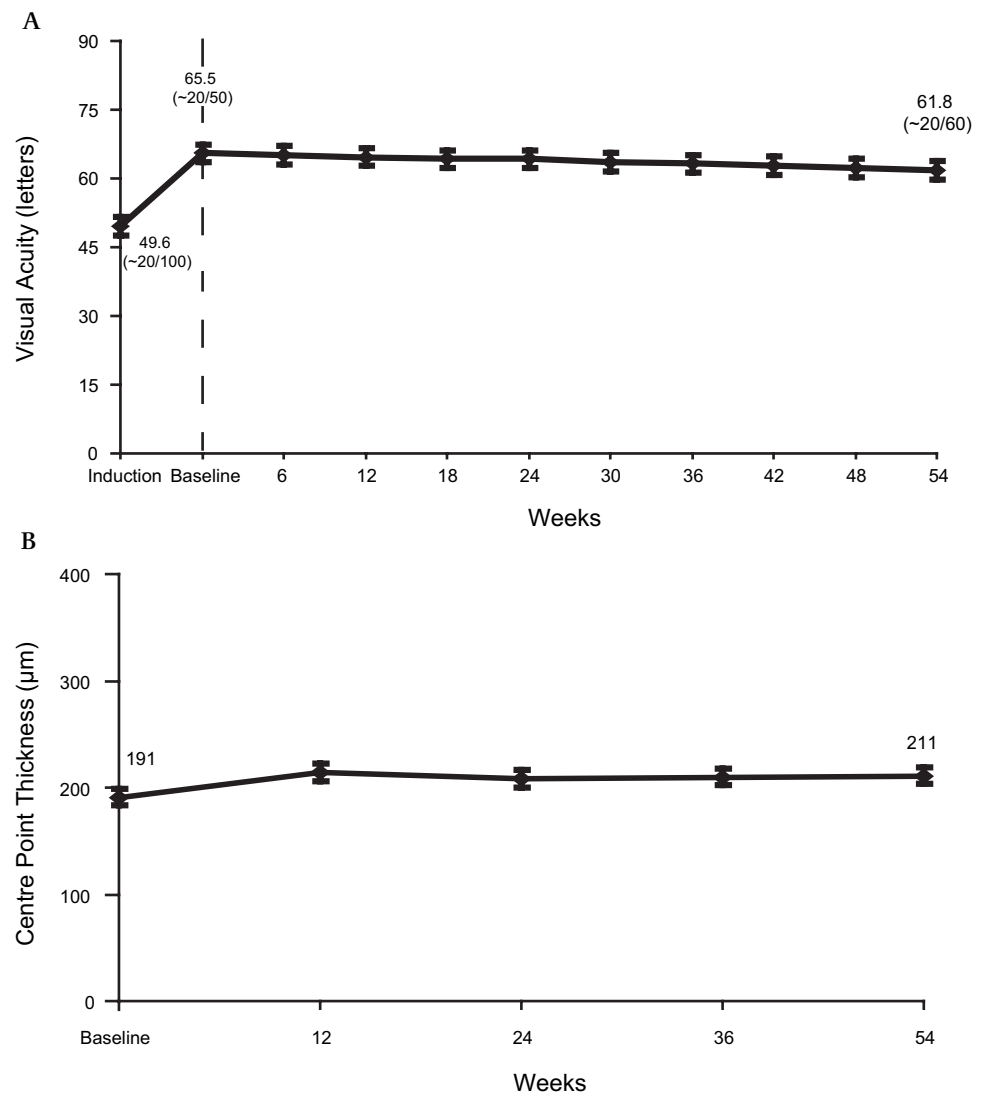 A
90
75
60
45
30
15
0
Visual Acuity (letters)
65.5
(~20/50)
61.8
(~20/60)
49.6
(~20/100)
Induction Baseline 6 12 18 24 30 36 42 48 54
Weeks
B
400
300
200
100
0
Centre Point Thickness (μm)
191
211
Baseline 12 24 36 54
Weeks